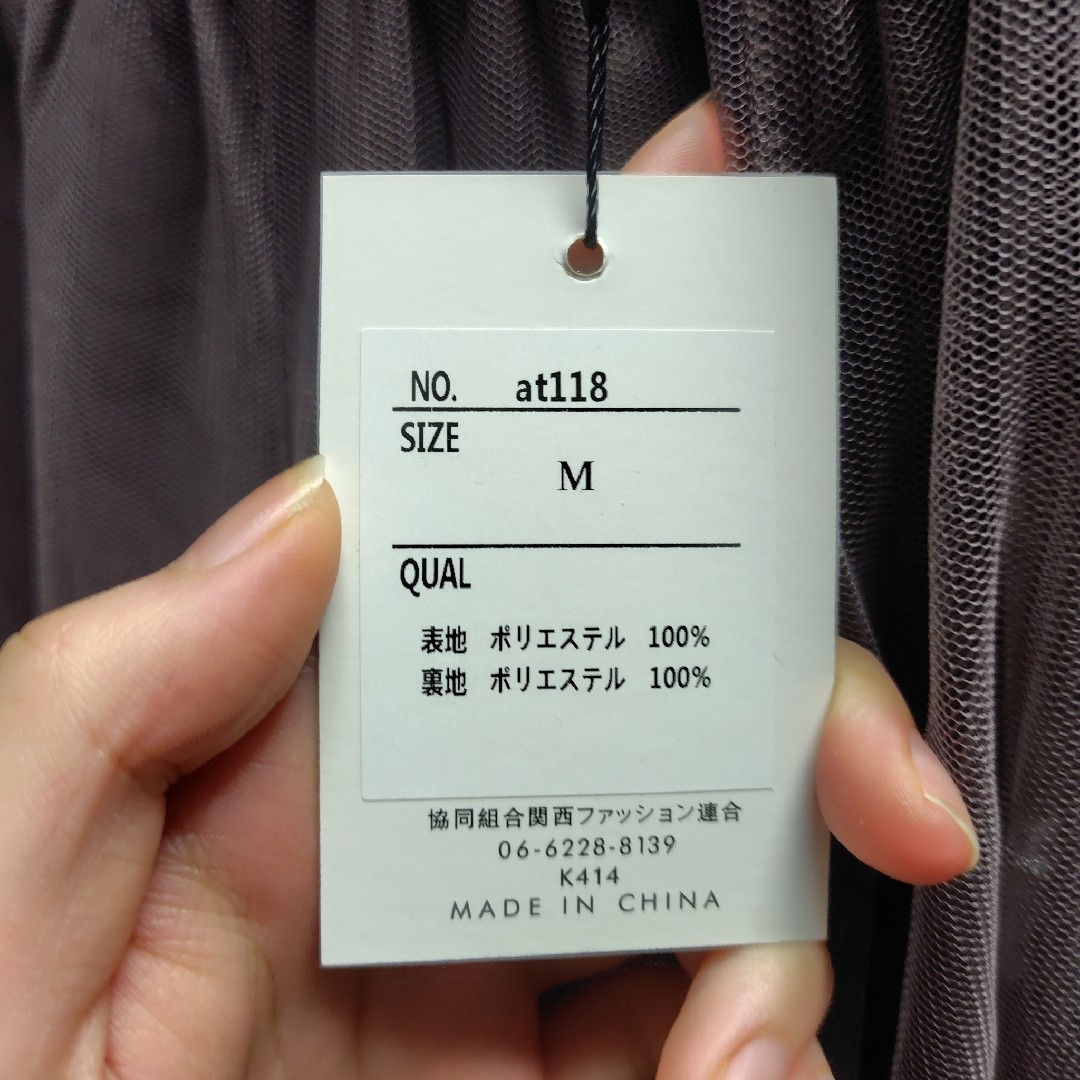 NO. at118
SIZE
M
QUAL
表地 ポリエステル 100%
裏地 ポリエステル 100%
協同組合関西ファッション連合
06-6228-8139
K414
MADE IN CHINA